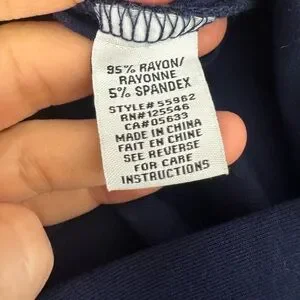 95% RAYON/
RAYONNE
5% SPANDEX
STYLE# 55962
RN#125546
CA#05633
MADE IN CHINA
FAIT EN CHINE
SEE REVERSE
FOR CARE
INSTRUCTIONS